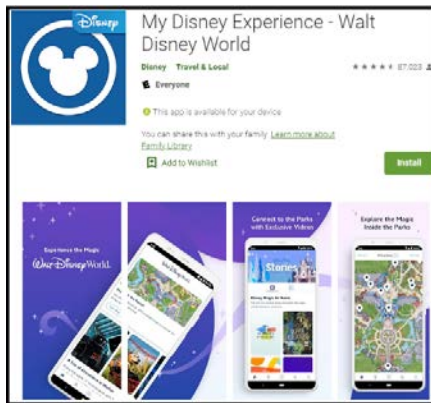 Disney
My Disney Experience - Walt
Disney World
Disney Travel & Local
87,023
E Everyone
This app is available for your device
You can share this with your family. Learn more about
Family Library
Add to Wishlist
Install
Experience the Magic
Walt Disney World.
Connect to the Parks
with Exclusive Videos
Stories
Explore the Magic
Inside the Parks